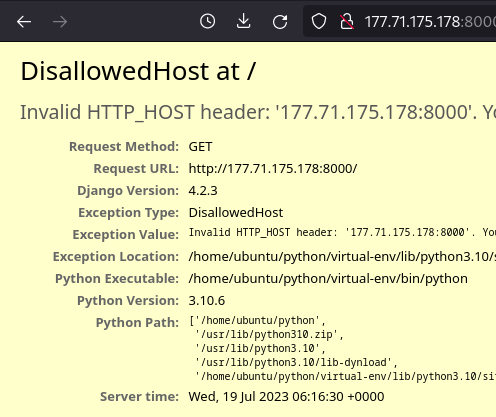 177.71.175.178:8000
DisallowedHost at /
Invalid HTTP_HOST header: '177.71.175.178:8000'. Yo
Request Method: GET
Request URL: http://177.71.175.178:8000/
Django Version: 4.2.3
Exception Type: DisallowedHost
Exception Value: Invalid HTTP_HOST header: '177.71.175.178:8000'. You
Exception Location: /home/ubuntu/python/virtual-env/lib/python3.10/s
Python Executable: /home/ubuntu/python/virtual-env/bin/python
Python Version: 3.10.6
Python Path: ['/home/ubuntu/python',
'/usr/lib/python310.zip',
'/usr/lib/python3.10',
'/usr/lib/python3.10/lib-dynload',
'/home/ubuntu/python/virtual-env/lib/python3.10/sit
Server time: Wed, 19 Jul 2023 06:16:30 +0000